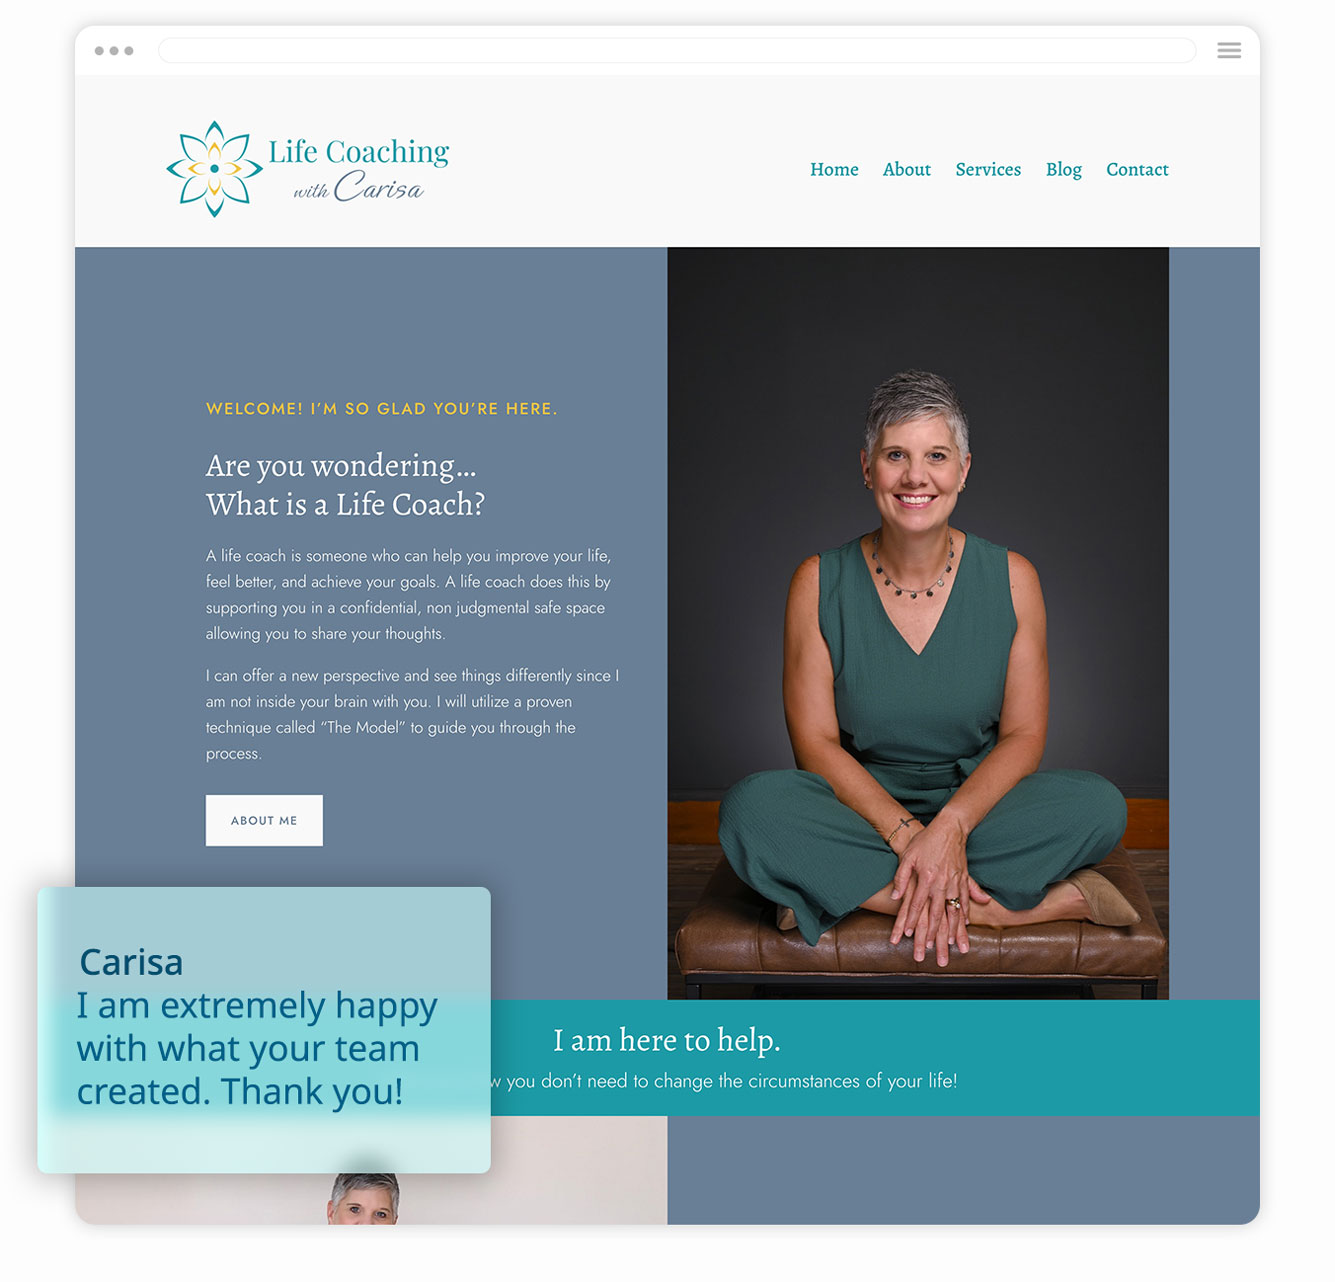 Life Coaching
with Carisa
Home About Services Blog Contact
WELCOME! I’M SO GLAD YOU’RE HERE.
Are you wondering...
What is a Life Coach?
A life coach is someone who can help you improve your life,
feel better, and achieve your goals. A life coach does this by
supporting you in a confidential, non judgmental safe space
allowing you to share your thoughts.
I can offer a new perspective and see things differently since I
am not inside your brain with you. I will utilize a proven
technique called “The Model” to guide you through the
process.
ABOUT ME
Carisa
I am extremely happy
with what your team
created. Thank you!
I am here to help.
you don’t need to change the circumstances of your life!